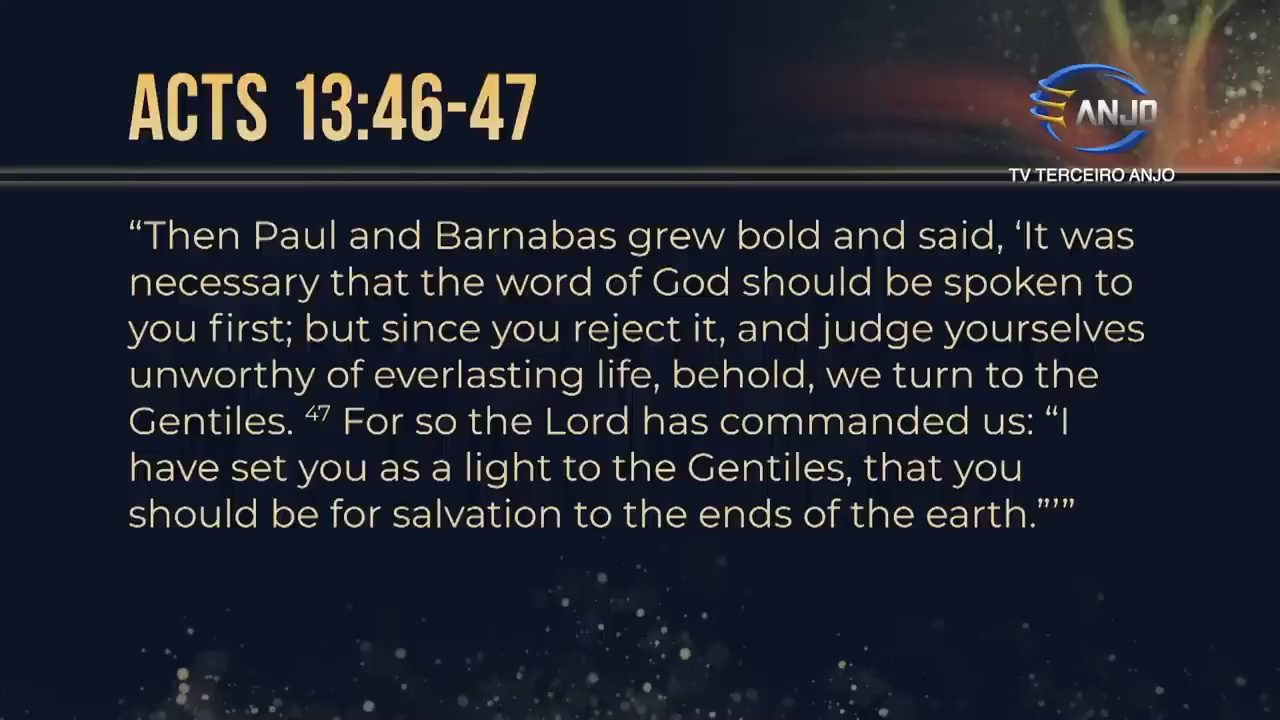 ACTS 13:46-47
ANJO
TV TERCEIRO ANJO
“Then Paul and Barnabas grew bold and said, ‘It was
necessary that the word of God should be spoken to
you first; but since you reject it, and judge yourselves
unworthy of everlasting life, behold, we turn to the
Gentiles. ⁴⁷ For so the Lord has commanded us: “I
have set you as a light to the Gentiles, that you
should be for salvation to the ends of the earth.”’”